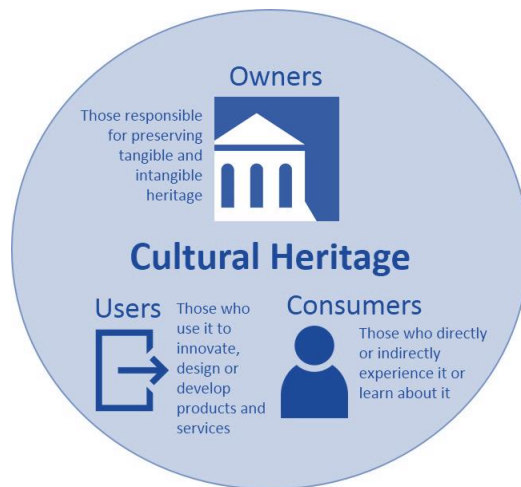 Owners
Those responsible
for preserving
tangible and
intangible
heritage
Cultural Heritage
Users
Those who
use it to
innovate,
design or
develop
products and
services
Consumers
Those who directly
or indirectly
experience it or
learn about it